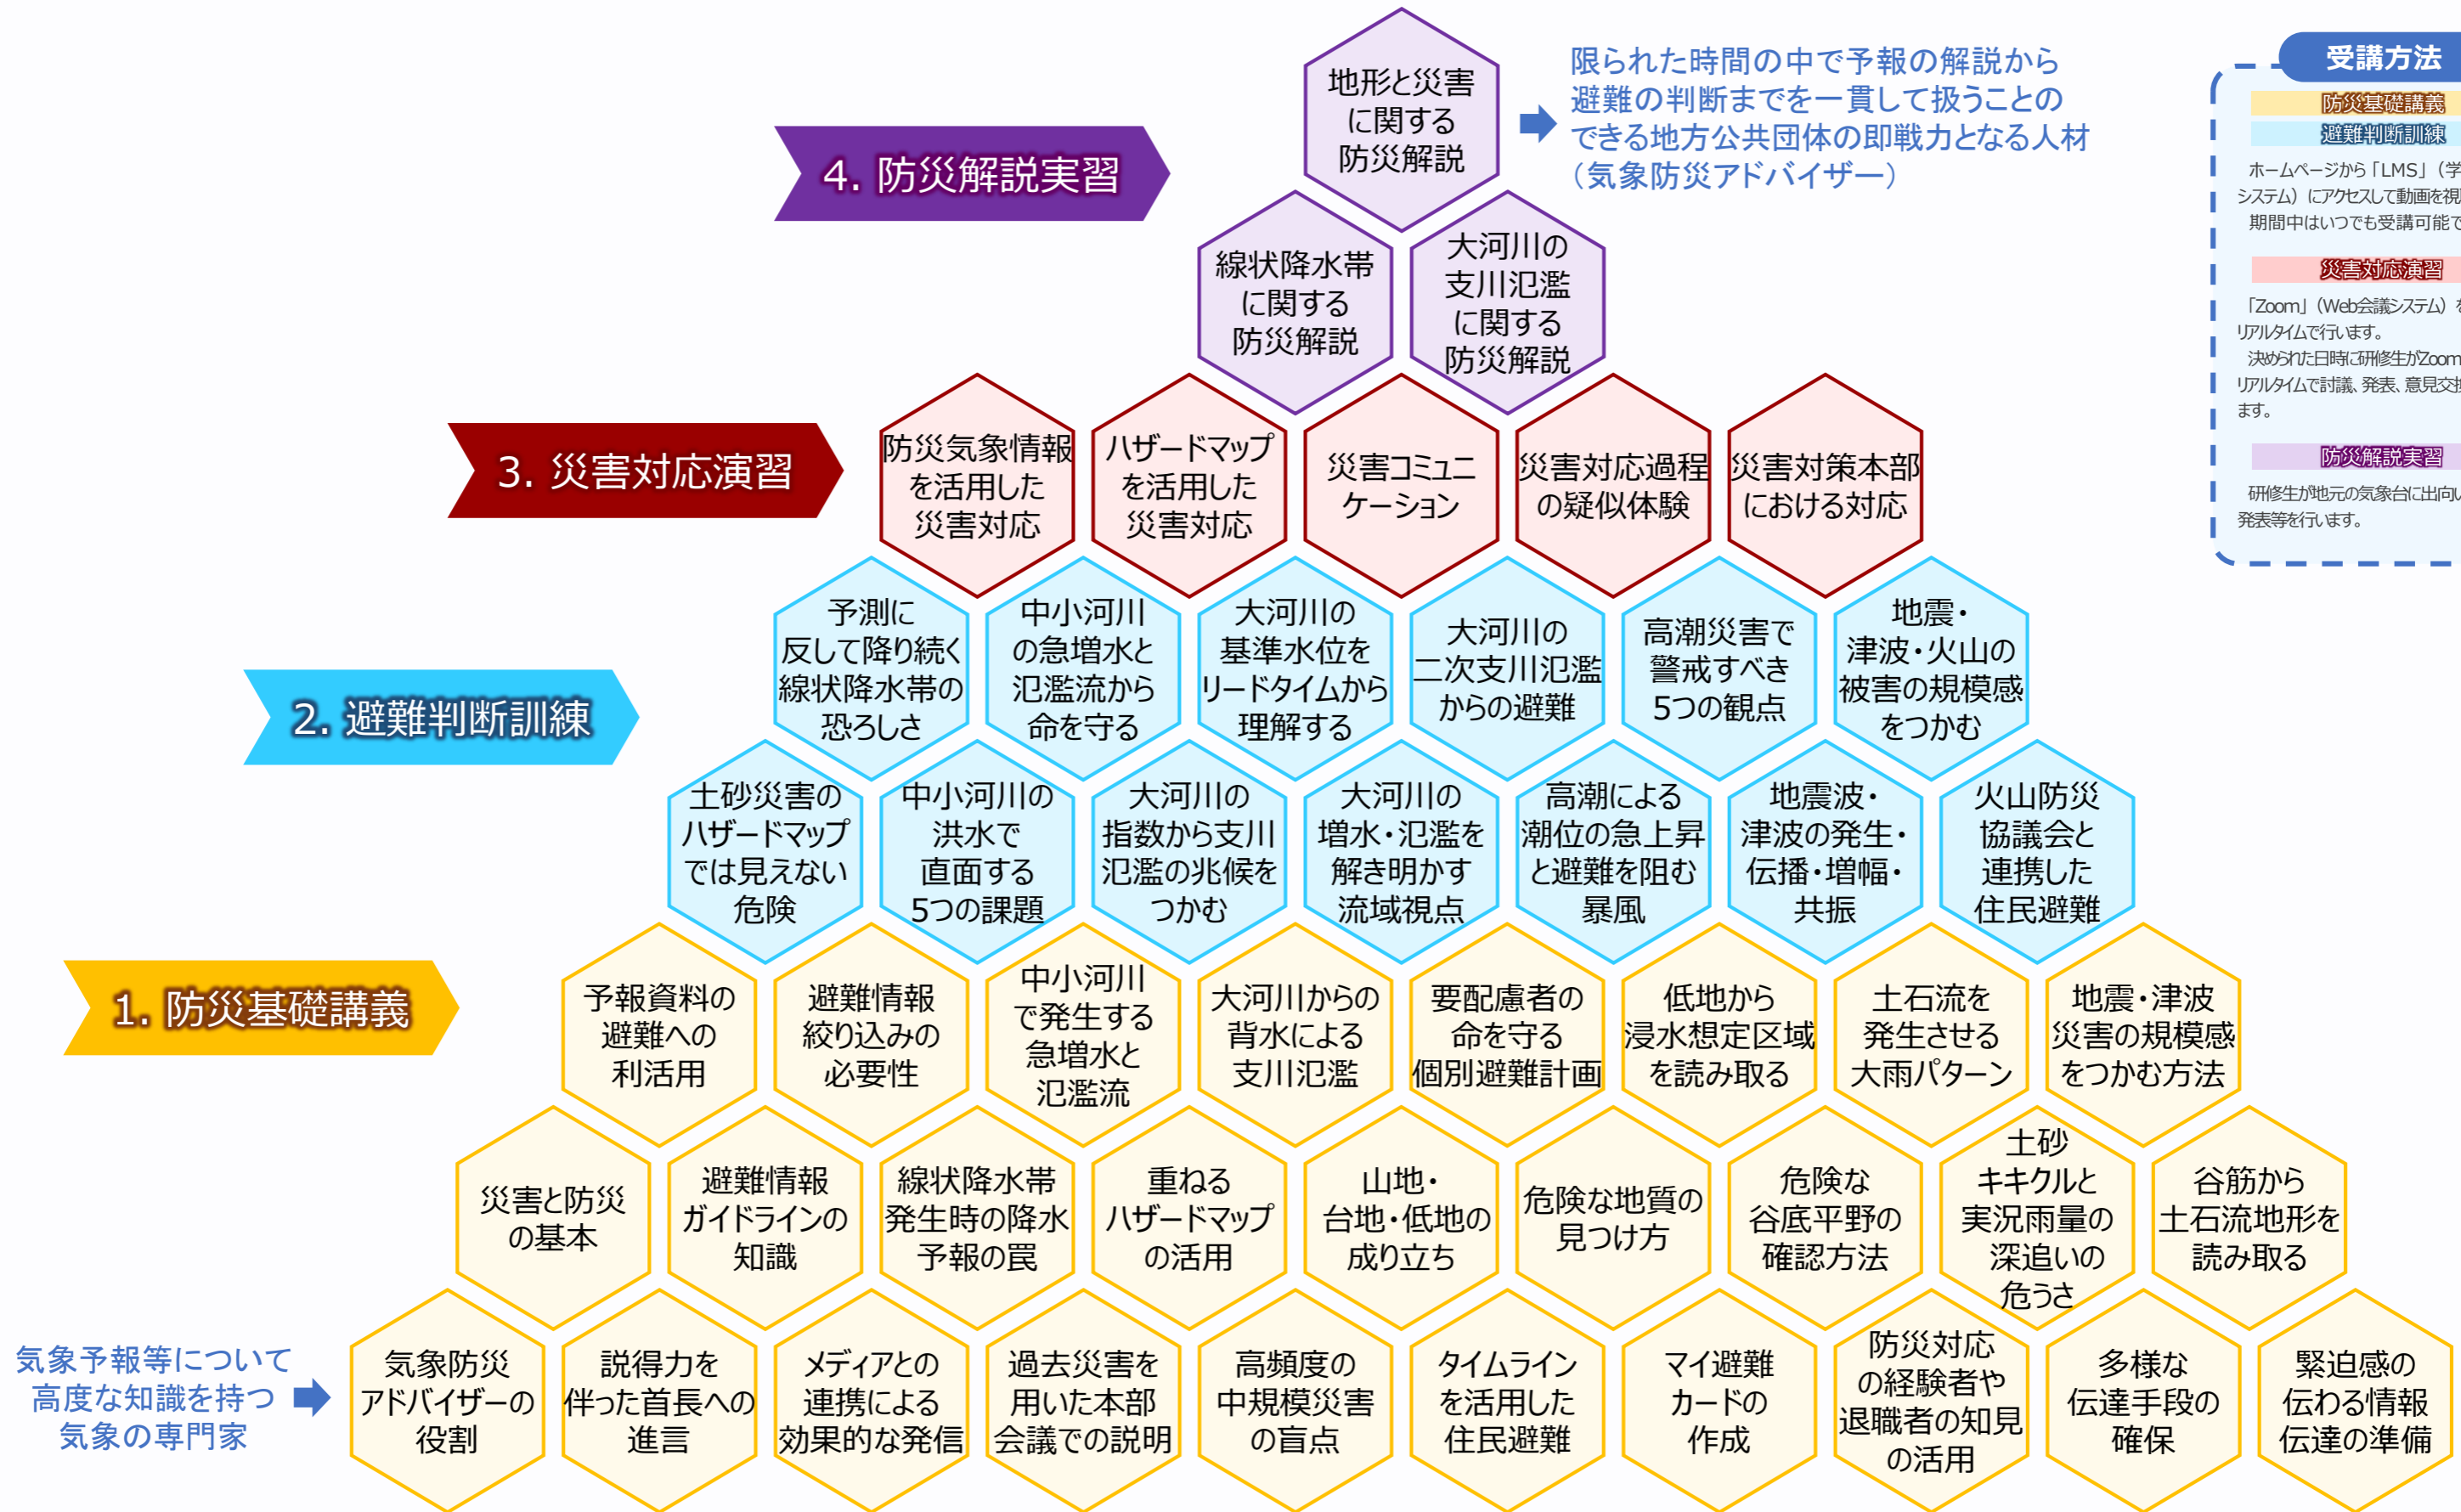 地形と災害
に関する
防災解説
限られた時間の中で予報の解説から
避難の判断までを一貫して扱うことの
できる地方公共団体の即戦力となる人材
（気象防災アドバイザー）
4. 防災解説実習
線状降水帯
に関する
防災解説
大河川の
支川氾濫
に関する
防災解説
3. 災害対応演習
防災気象情報
を活用した
災害対応
ハザードマップ
を活用した
災害対応
災害コミュニ
ケーション
災害対応過程
の疑似体験
災害対策本部
における対応
2. 避難判断訓練
予測に
反して降り続く
線状降水帯の
恐ろしさ
中小河川
の急増水と
氾濫流から
命を守る
大河川の
基準水位を
リードタイムから
理解する
大河川の
二次支川氾濫
からの避難
高潮災害で
警戒すべき
5つの観点
地震・
津波・火山の
被害の規模感
をつかむ
土砂災害の
ハザードマップ
では見えない
危険
中小河川の
洪水で
直面する
5つの課題
大河川の
指数から支川
氾濫の兆候を
つかむ
大河川の
増水・氾濫を
解き明かす
流域視点
高潮による
潮位の急上昇
と避難を阻む
暴風
地震波・
津波の発生・
伝播・増幅・
共振
火山防災
協議会と
連携した
住民避難
1. 防災基礎講義
予報資料の
避難への
利活用
避難情報
絞り込みの
必要性
中小河川
で発生する
急増水と
氾濫流
大河川からの
背水による
支川氾濫
要配慮者の
命を守る
個別避難計画
低地から
浸水想定区域
を読み取る
土石流を
発生させる
大雨パターン
地震・津波
災害の規模感
をつかむ方法
災害と防災
の基本
避難情報
ガイドラインの
知識
線状降水帯
発生時の降水
予報の罠
重ねる
ハザードマップ
の活用
山地・
台地・低地の
成り立ち
危険な地質の
見つけ方
危険な
谷底平野の
確認方法
土砂
キキクルと
実況雨量の
深追いの
危うさ
谷筋から
土石流地形を
読み取る
気象予報等について
高度な知識を持つ
気象の専門家
気象防災
アドバイザーの
役割
説得力を
伴った首長への
進言
メディアとの
連携による
効果的な発信
過去災害を
用いた本部
会議での説明
高頻度の
中規模災害
の盲点
タイムライン
を活用した
住民避難
マイ避難
カードの
作成
防災対応
の経験者や
退職者の知見
の活用
多様な
伝達手段の
確保
緊迫感の
伝わる情報
伝達の準備
受講方法
防災基礎講義
避難判断訓練
ホームページから「LMS」（学
システム）にアクセスして動画を視
期間中はいつでも受講可能で
災害対応演習
「Zoom」（Web会議システム）を
リアルタイムで行います。
決められた日時に研修生がZoom
リアルタイムで討議、発表、意見交換
ます。
防災解説実習
研修生が地元の気象台に出向い
発表等を行います。